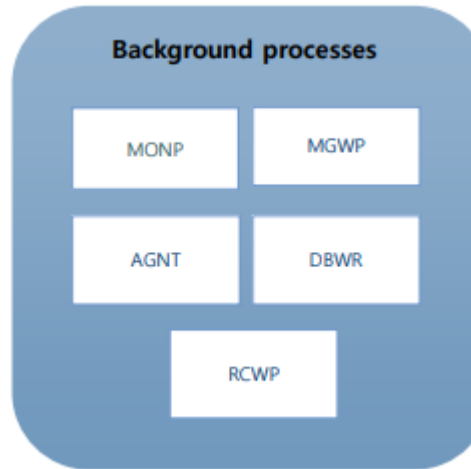 Background processes
MONP
MGWP
AGNT
DBWR
RCWP